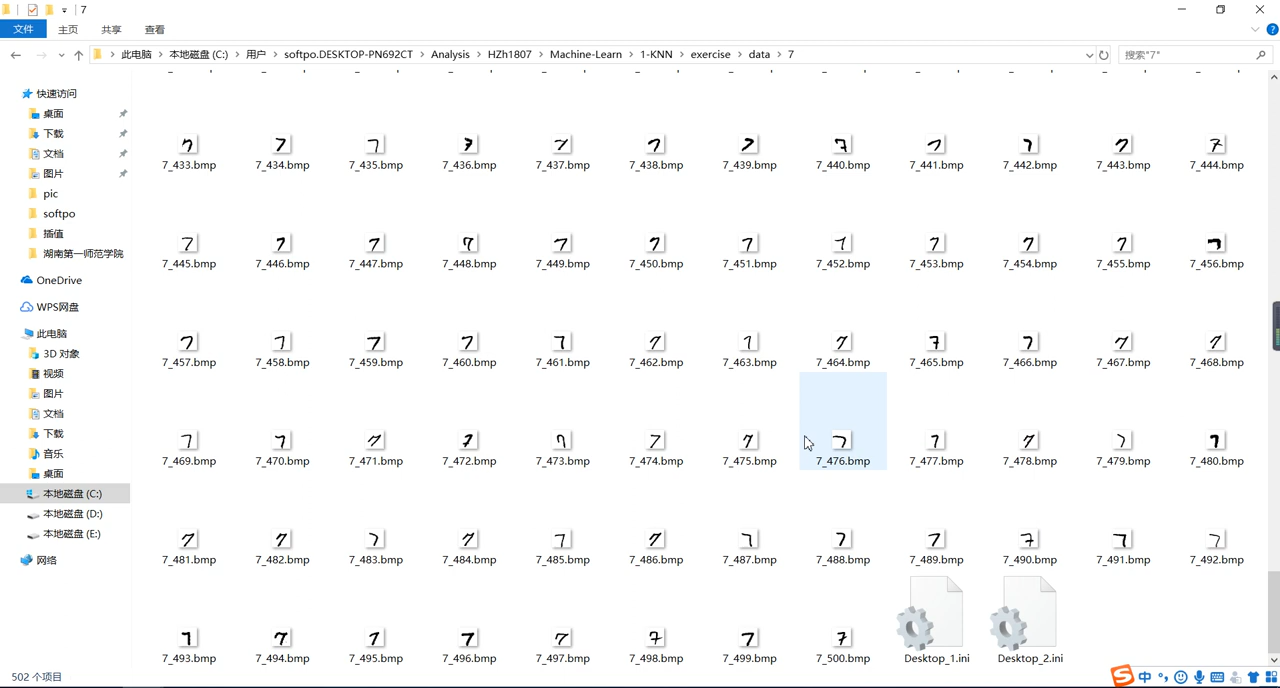 7
文件 主页 共享 查看
此电脑 本地磁盘 (C:) 用户 softpo.DESKTOP-PN692CT Analysis HZh1807 Machine-Learn 1-KNN exercise data 7 搜索"7"
快速访问
桌面
下载
文档
图片
pic
softpo
插值
湖南第一师范学院
OneDrive
WPS网盘
此电脑
3D 对象
视频
图片
文档
下载
音乐
桌面
本地磁盘 (C:)
本地磁盘 (D:)
本地磁盘 (E:)
网络
7_433.bmp 7_434.bmp 7_435.bmp 7_436.bmp 7_437.bmp 7_438.bmp 7_439.bmp 7_440.bmp 7_441.bmp 7_442.bmp 7_443.bmp 7_444.bmp
7_445.bmp 7_446.bmp 7_447.bmp 7_448.bmp 7_449.bmp 7_450.bmp 7_451.bmp 7_452.bmp 7_453.bmp 7_454.bmp 7_455.bmp 7_456.bmp
7_457.bmp 7_458.bmp 7_459.bmp 7_460.bmp 7_461.bmp 7_462.bmp 7_463.bmp 7_464.bmp 7_465.bmp 7_466.bmp 7_467.bmp 7_468.bmp
7_469.bmp 7_470.bmp 7_471.bmp 7_472.bmp 7_473.bmp 7_474.bmp 7_475.bmp 7_476.bmp 7_477.bmp 7_478.bmp 7_479.bmp 7_480.bmp
7_481.bmp 7_482.bmp 7_483.bmp 7_484.bmp 7_485.bmp 7_486.bmp 7_487.bmp 7_488.bmp 7_489.bmp 7_490.bmp 7_491.bmp 7_492.bmp
7_493.bmp 7_494.bmp 7_495.bmp 7_496.bmp 7_497.bmp 7_498.bmp 7_499.bmp 7_500.bmp Desktop_1.ini Desktop_2.ini
502 个项目
中